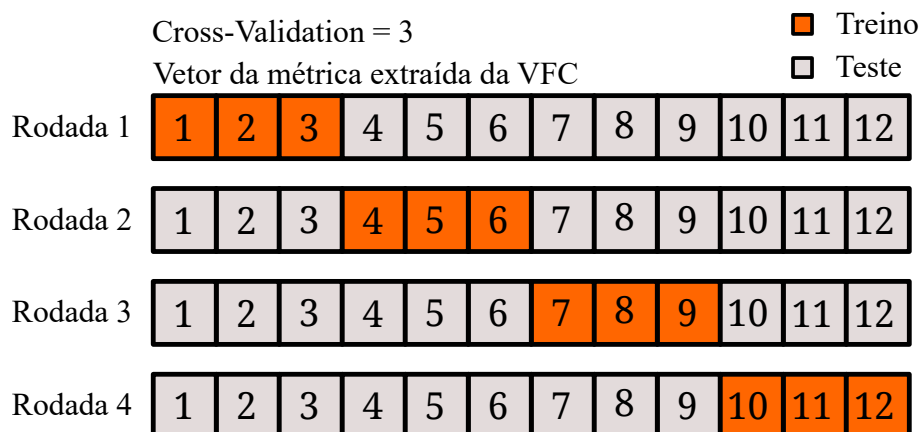 Cross-Validation = 3
Treino
Vetor da métrica extraída da VFC
Teste
Rodada 1 1 2 3 4 5 6 7 8 9 10 11 12
Rodada 2 1 2 3 4 5 6 7 8 9 10 11 12
Rodada 3 1 2 3 4 5 6 7 8 9 10 11 12
Rodada 4 1 2 3 4 5 6 7 8 9 10 11 12